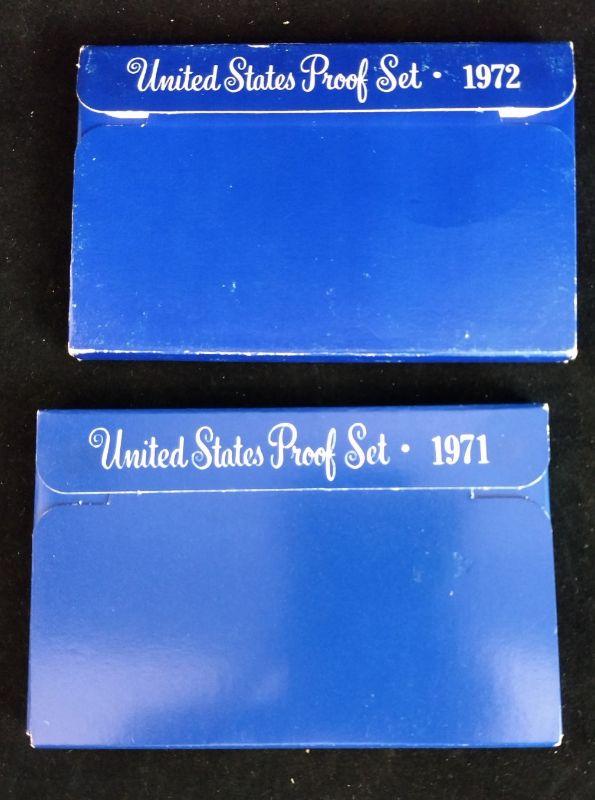 United States Proof Set · 1972
United States Proof Set · 1971